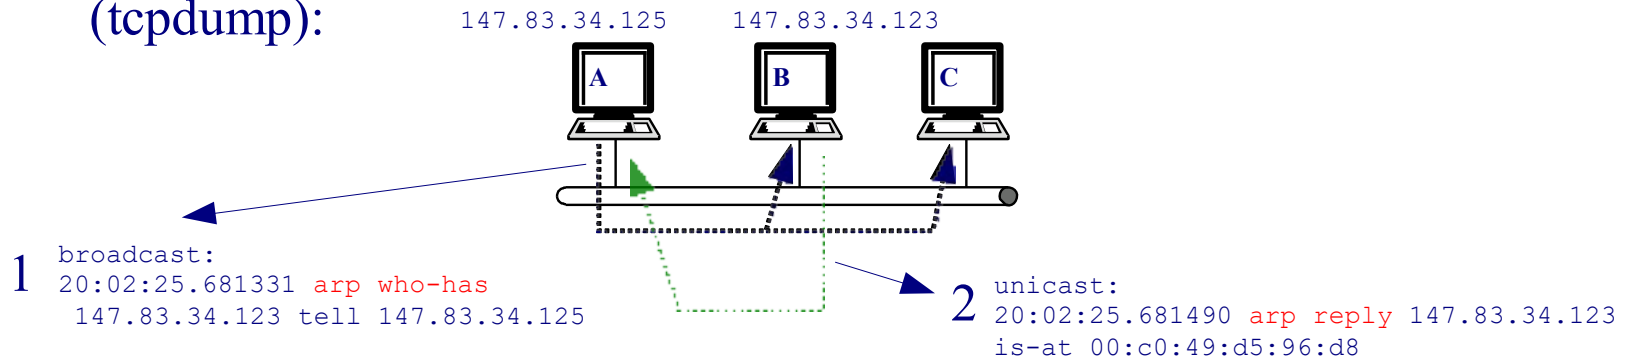 (tcpdump):
147.83.34.125 147.83.34.123
A B C
1 broadcast:
20:02:25.681331 arp who-has
147.83.34.123 tell 147.83.34.125
2 unicast:
20:02:25.681490 arp reply 147.83.34.123
is-at 00:c0:49:d5:96:d8